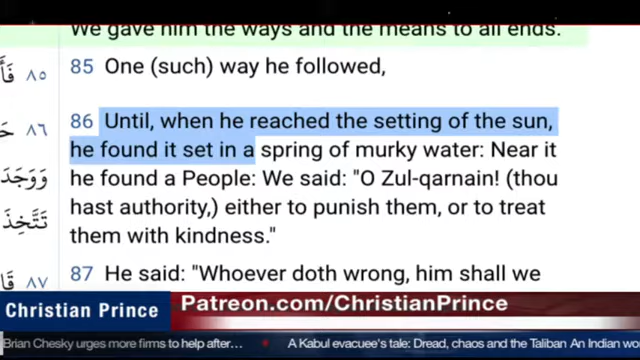 We gave him the ways and the means to all ends.
85 One (such) way he followed,
٨٥
86 Until, when he reached the setting of the sun,
٨٦
he found it set in a spring of murky water: Near it
he found a People: We said: "O Zul-qarnain! (thou
hast authority,) either to punish them, or to treat
them with kindness."
87 He said: "Whoever doth wrong, him shall we
٨٧
Christian Prince
Patreon.com/ChristianPrince
Brian Chesky urges more firms to help after... • A Kabul evacuee's tale: Dread, chaos and the Taliban An Indian